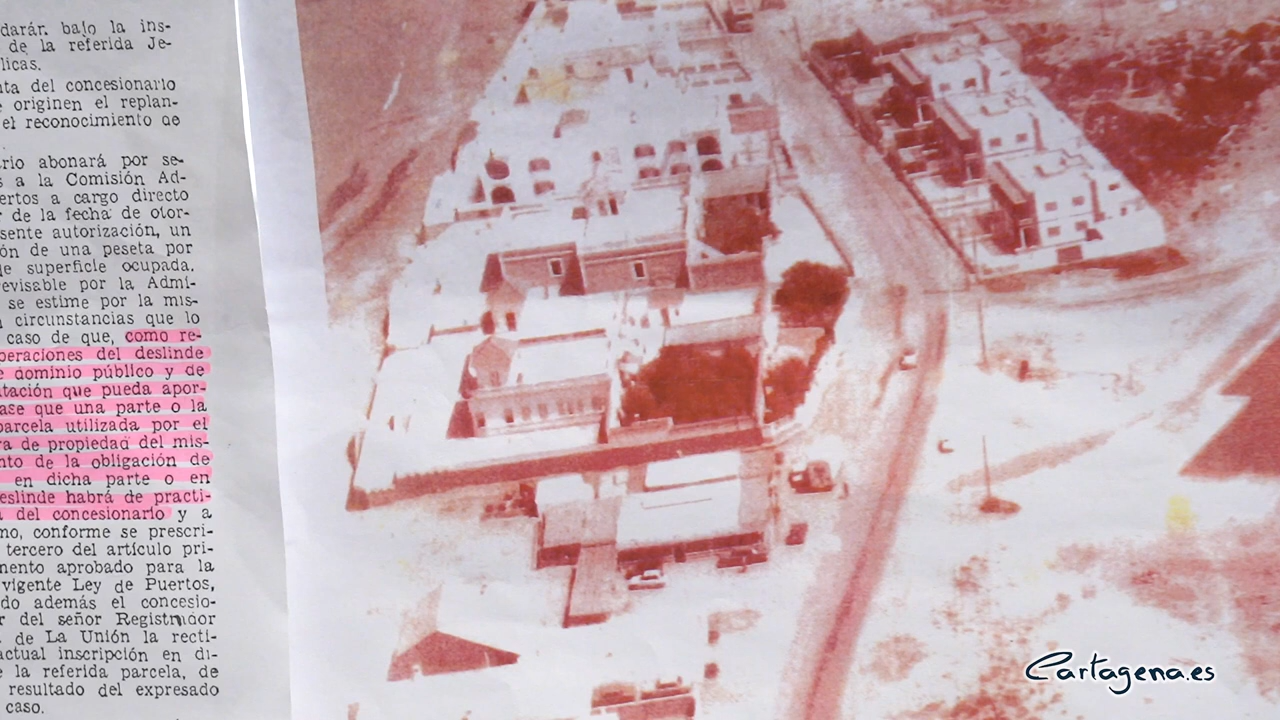 darár. bajo la ins-
de la referida Je-
licas.
nta del concesionario
e originen el replan-
el reconocimiento de
rio abonará por se-
s a la Comisión Ad-
ertos a cargo directo
r de la fecha de otor-
sente autorización, un
ón de una peseta por
de superficie ocupada.
revisable por la Admi-
se estime por la mis-
n circunstancias que lo
caso de que, como re-
peraciones del deslinde
e dominio público y de
ntación que pueda apor-
ase que una parte o la
parcela utilizada por el
ra de propiedad del mis-
nto de la obligación de
en dicha parte o en
eslinde habrá de practi-
a del concesionario y a
no, conforme se prescri-
tercero del artículo pri-
mento aprobado para la
vigente Ley de Puertos,
do además el concesio-
r del señor Registrador
de La Unión la recti-
actual inscripción en di-
e la referida parcela, de
resultado del expresado
caso.
Cartagena.es